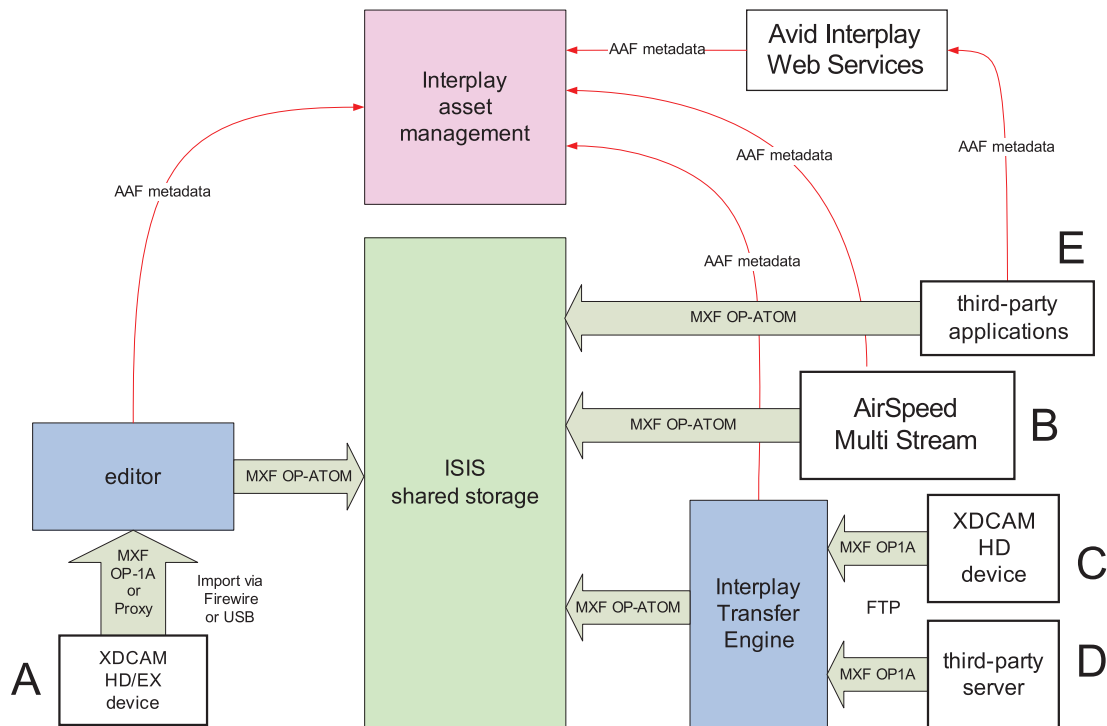 Interplay
asset
management
AAF metadata
Avid Interplay
Web Services
AAF metadata
AAF metadata
AAF metadata
AAF metadata
E
MXF OP-ATOM
third-party
applications
MXF OP-ATOM
AirSpeed
Multi Stream
B
editor
MXF OP-ATOM
ISIS
shared storage
MXF
OP-1A
or
Proxy
Import via
Firewire
or USB
A
XDCAM
HD/EX
device
MXF OP-ATOM
Interplay
Transfer
Engine
MXF OP1A
XDCAM
HD
device
C
FTP
MXF OP1A
third-party
server
D